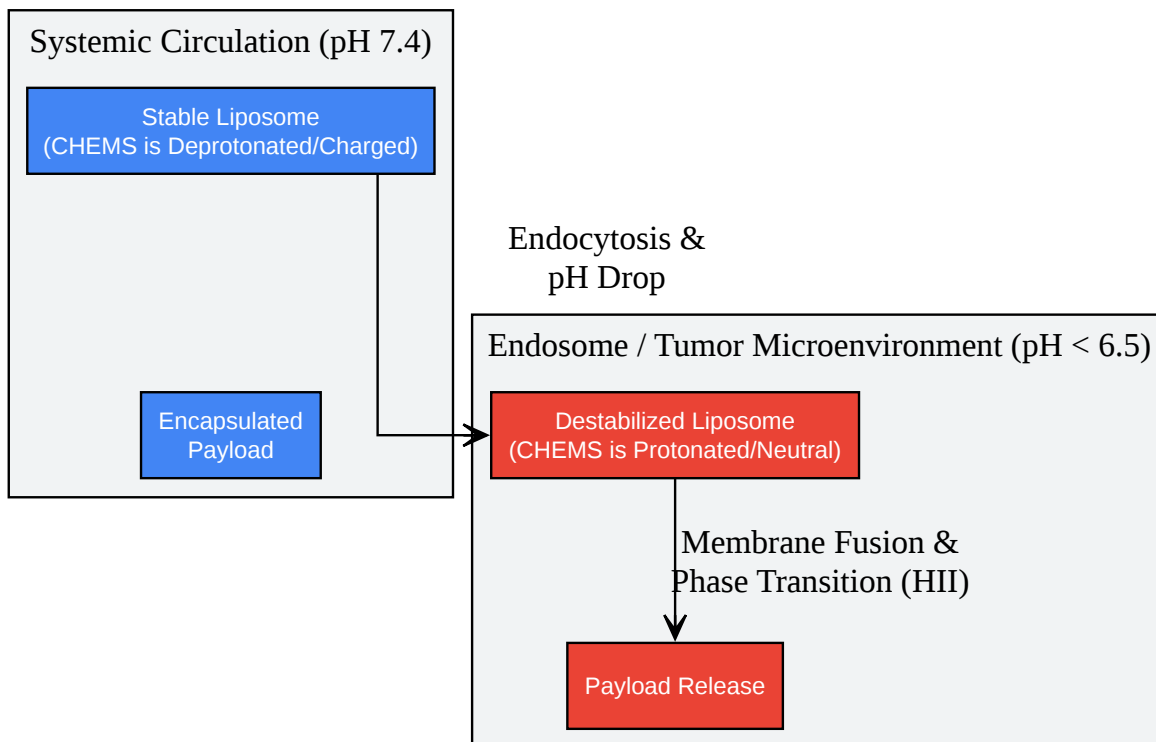 Systemic Circulation (pH 7.4)
Stable Liposome
(CHEMS is Deprotonated/Charged)
Encapsulated
Payload
Endocytosis &
pH Drop
Endosome / Tumor Microenvironment (pH < 6.5)
Destabilized Liposome
(CHEMS is Protonated/Neutral)
Membrane Fusion &
Phase Transition (HII)
Payload Release